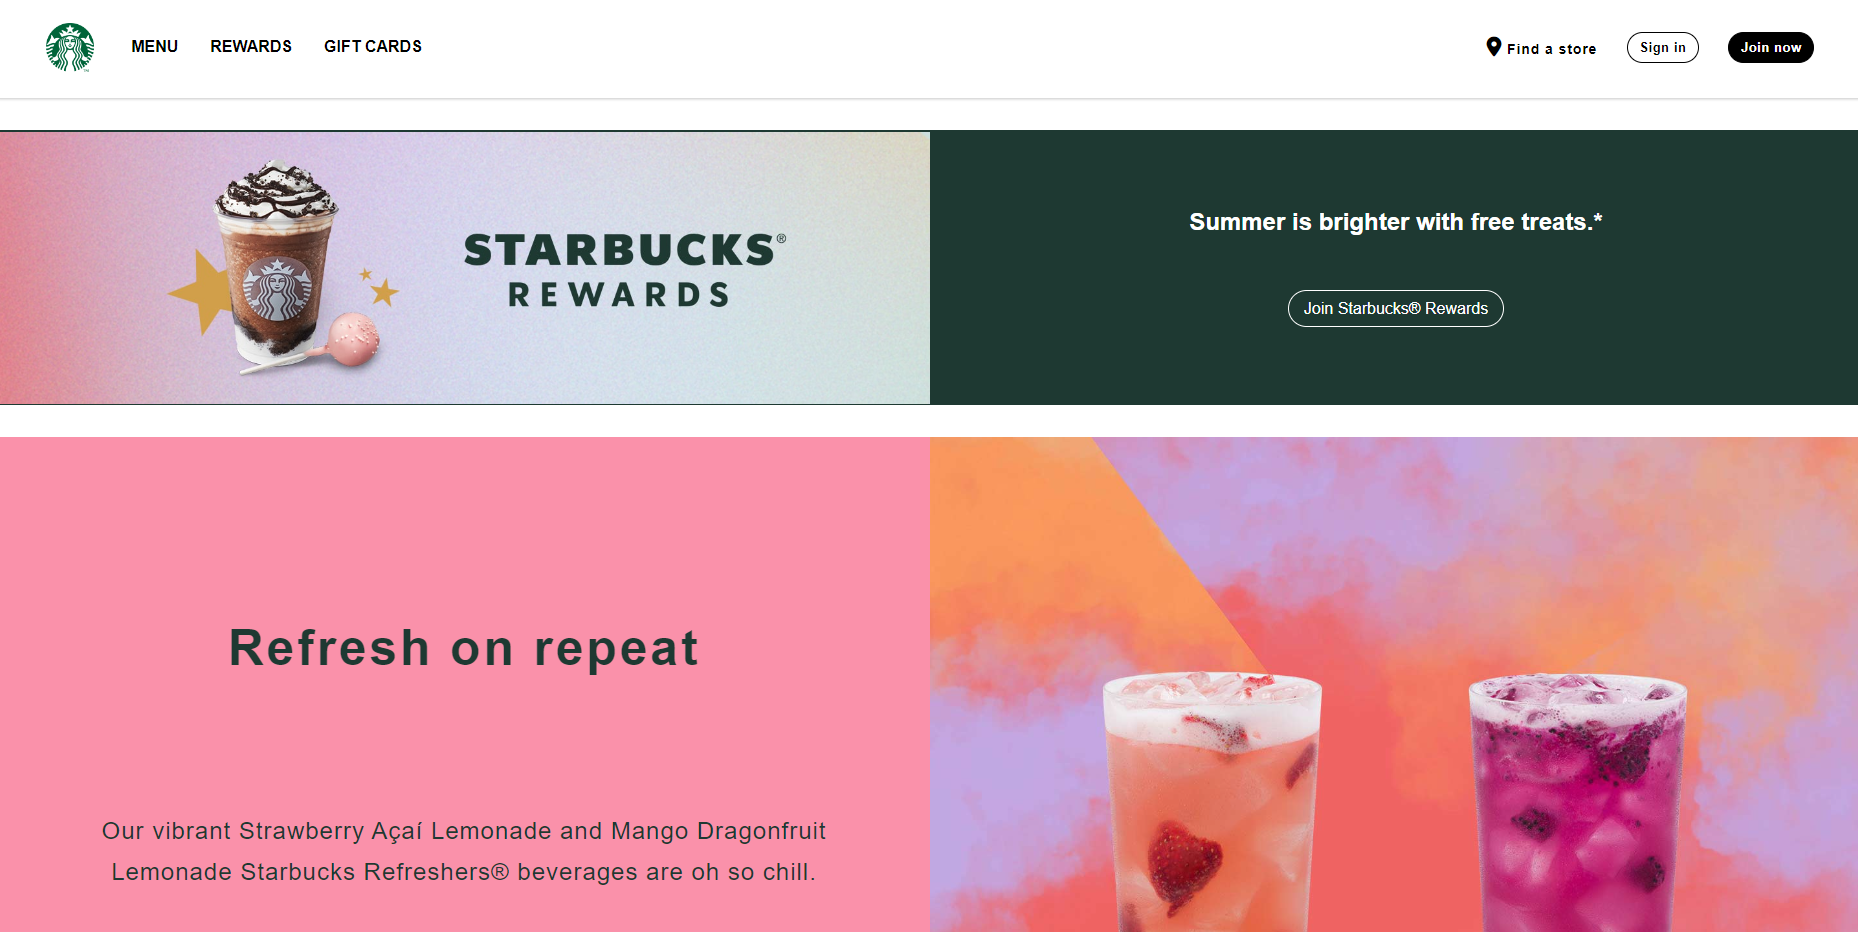 MENU
REWARDS
GIFT CARDS
Find a store
Sign in
Join now
STARBUCKS®
REWARDS
Summer is brighter with free treats.*
Join Starbucks® Rewards
Refresh on repeat
Our vibrant Strawberry Açaí Lemonade and Mango Dragonfruit
Lemonade Starbucks Refreshers® beverages are oh so chill.